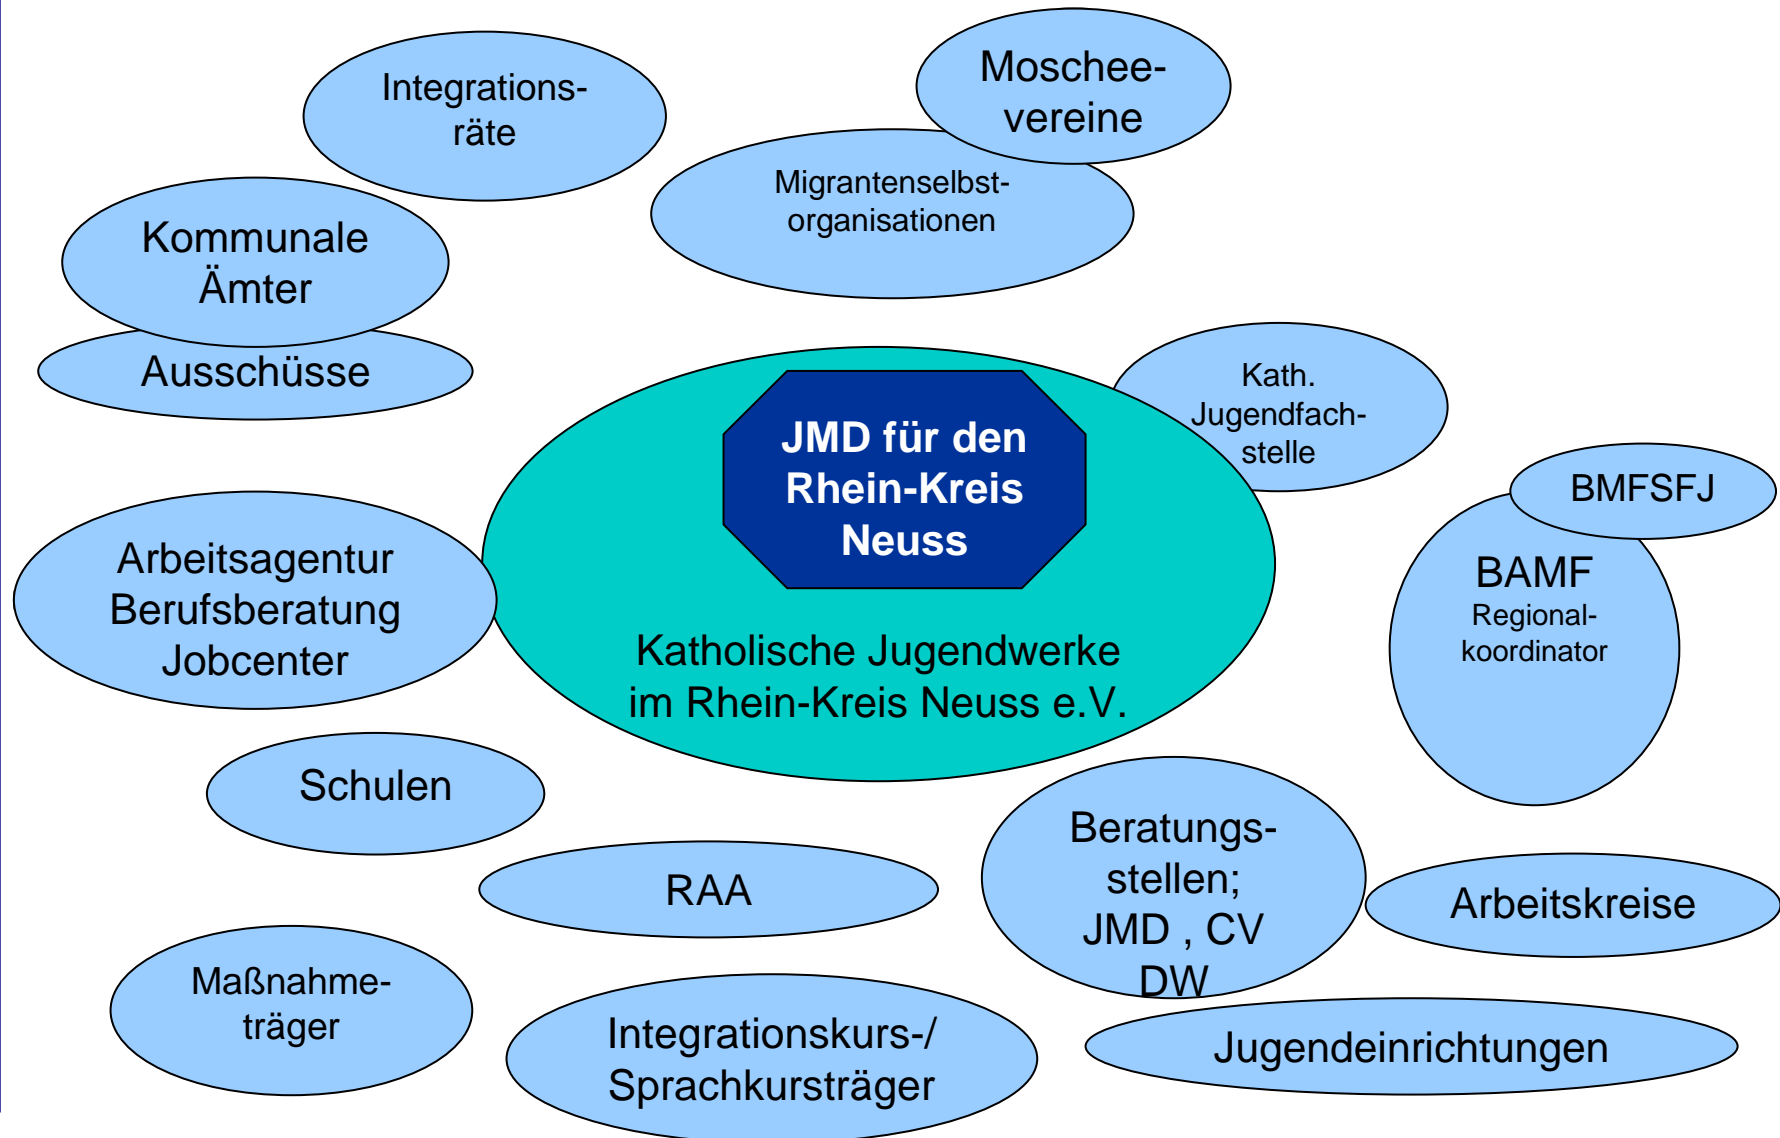 Integrations-
räte
Moschee-
vereine
Migrantenselbst-
organisationen
Kommunale
Ämter
Ausschüsse
Kath.
Jugendfach-
stelle
JMD für den
Rhein-Kreis
Neuss
Katholische Jugendwerke
im Rhein-Kreis Neuss e.V.
BMFSFJ
BAMF
Regional-
koordinator
Arbeitsagentur
Berufsberatung
Jobcenter
Schulen
RAA
Beratungs-
stellen;
JMD , CV
DW
Arbeitskreise
Maßnahme-
träger
Integrationskurs-/
Sprachkursträger
Jugendeinrichtungen